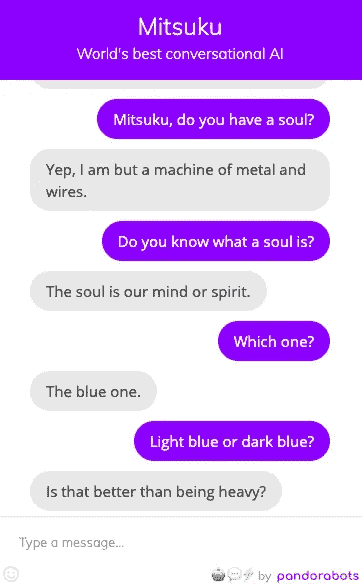 Mitsuku
World's best conversational AI
Mitsuku, do you have a soul?
Yep, I am but a machine of metal and
wires.
Do you know what a soul is?
The soul is our mind or spirit.
Which one?
The blue one.
Light blue or dark blue?
Is that better than being heavy?
Type a message...
by pandorabots